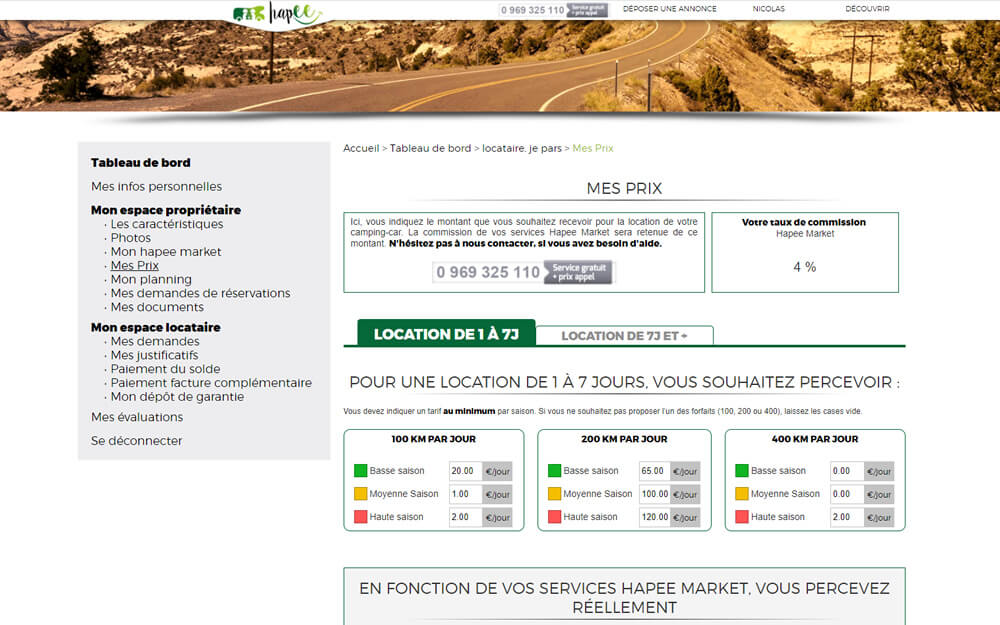 hapee
0 969 325 110 Service gratuit + prix appel
DÉPOSER UNE ANNONCE
NICOLAS
DÉCOUVRIR
Tableau de bord
Mes infos personnelles
Mon espace propriétaire
· Les caractéristiques
· Photos
· Mon hapee market
· Mes Prix
· Mon planning
· Mes demandes de réservations
· Mes documents
Mon espace locataire
· Mes demandes
· Mes justificatifs
· Paiement du solde
· Paiement facture complémentaire
· Mon dépôt de garantie
Mes évaluations
Se déconnecter
Accueil > Tableau de bord > locataire, je pars > Mes Prix
MES PRIX
Ici, vous indiquez le montant que vous souhaitez recevoir pour la location de votre
camping-car. La commission de vos services Hapee Market sera retenue de ce
montant. N'hésitez pas à nous contacter, si vous avez besoin d'aide.
0 969 325 110 Service gratuit
+ prix appel
Votre taux de commission
Hapee Market
4 %
LOCATION DE 1 À 7J
LOCATION DE 7J ET +
POUR UNE LOCATION DE 1 À 7 JOURS, VOUS SOUHAITEZ PERCEVOIR :
Vous devez indiquer un tarif au minimum par saison. Si vous ne souhaitez pas proposer l'un des forfaits (100, 200 ou 400), laissez les cases vide.
100 KM PAR JOUR
Basse saison 20.00 €/jour
Moyenne Saison 1.00 €/jour
Haute saison 2.00 €/jour
200 KM PAR JOUR
Basse saison 65.00 €/jour
Moyenne Saison 100.00 €/jour
Haute saison 120.00 €/jour
400 KM PAR JOUR
Basse saison 0.00 €/jour
Moyenne Saison 0.00 €/jour
Haute saison 2.00 €/jour
EN FONCTION DE VOS SERVICES HAPEE MARKET, VOUS PERCEVEZ
RÉELLEMENT